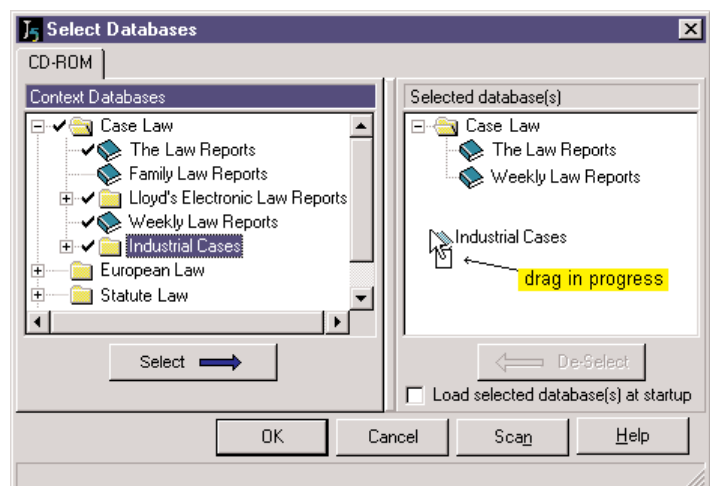 Select Databases
CD-ROM
Context Databases
Case Law
The Law Reports
Family Law Reports
Lloyd's Electronic Law Reports
Weekly Law Reports
Industrial Cases
European Law
Statute Law
Select
Selected database(s)
Case Law
The Law Reports
Weekly Law Reports
Industrial Cases
drag in progress
De-Select
Load selected database(s) at startup
OK
Cancel
Scan
Help